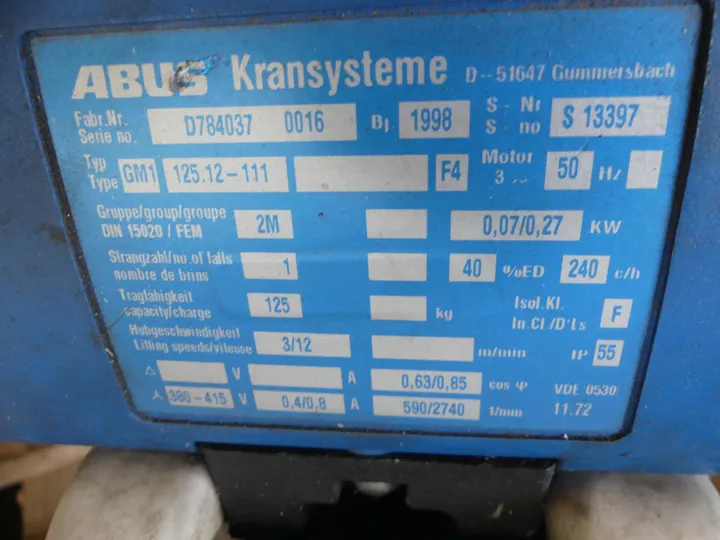 ABUS Kransysteme D--51647 Gummersbach
Fabr.Nr. D784037 0016 Bj 1998 S - Nr S 13397
Serie no. S - no
Typ GM1 125.12-111 F4 Motor 50 Hz
Type 3 ~
Gruppe/group/groupe 2M 0,07/0,27 KW
DIN 15020 / FEM
Strangzahl/no.of falls 1 40 %ED 240 c/h
nombre de brins
Tragfähigkeit 125 kg Isol.Kl. F
capacity/charge In.Cl./D'Ls
Hubgeschwindigkeit 3/12 m/min IP 55
Lifting speeds/vitesse
△ V A 0,63/0,85 cos φ VDE 0530
⅄ 380-415 V 0,4/0,8 A 590/2740 1/min 11.72